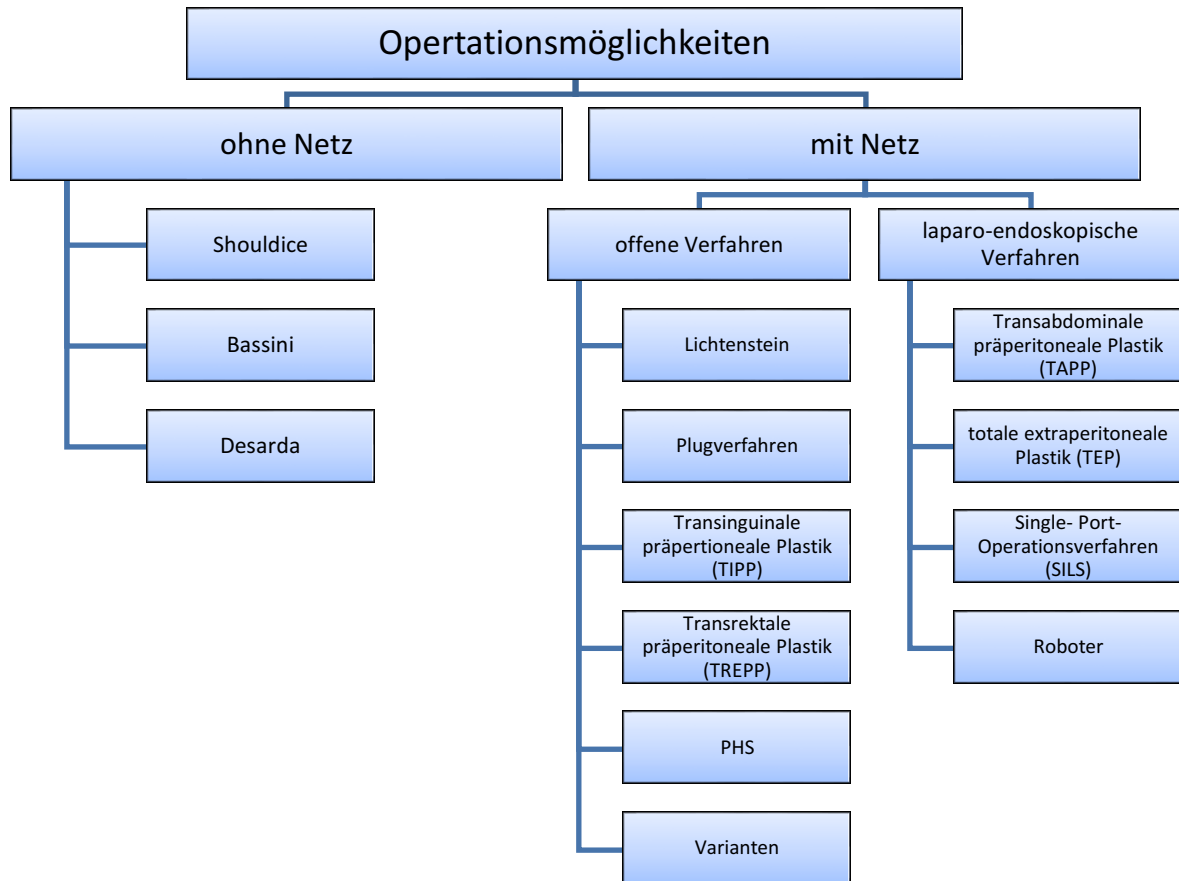 Opertationsmöglichkeiten
ohne Netz
Shouldice
Bassini
Desarda
mit Netz
offene Verfahren
Lichtenstein
Plugverfahren
Transinguinale
präpertioneale Plastik
(TIPP)
Transrektale
präperitoneale Plastik
(TREPP)
PHS
Varianten
laparo-endoskopische
Verfahren
Transabdominale
präperitoneale Plastik
(TAPP)
totale extraperitoneale
Plastik (TEP)
Single- Port-
Operationsverfahren
(SILS)
Roboter